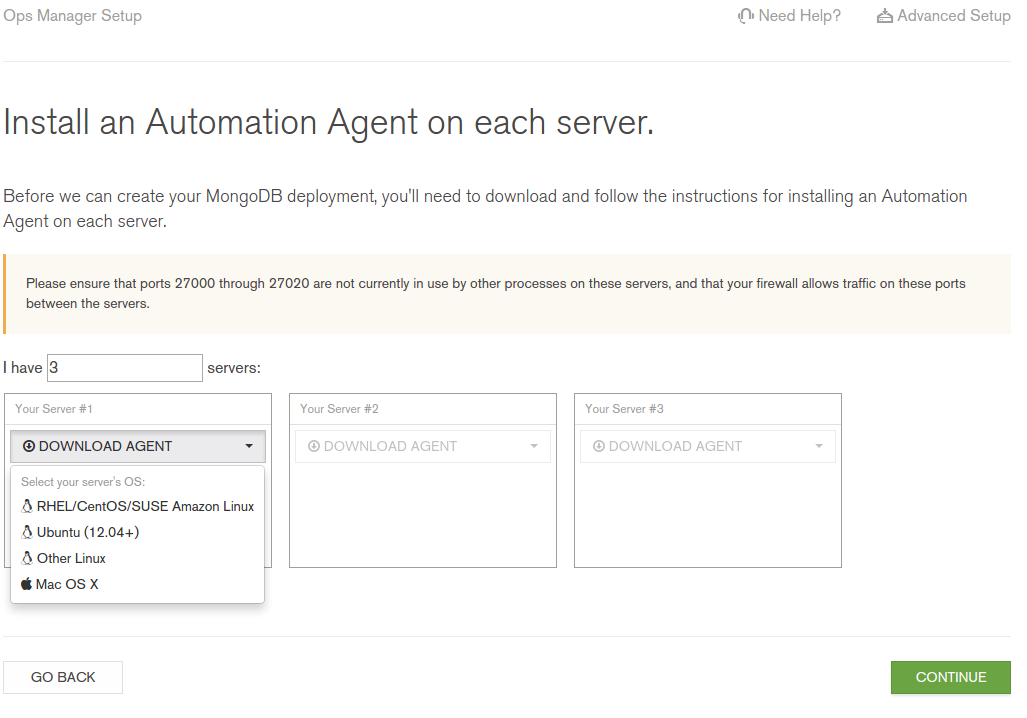 Ops Manager Setup
Need Help?
Advanced Setup
Install an Automation Agent on each server.
Before we can create your MongoDB deployment, you'll need to download and follow the instructions for installing an Automation
Agent on each server.
Please ensure that ports 27000 through 27020 are not currently in use by other processes on these servers, and that your firewall allows traffic on these ports
between the servers.
I have 3 servers:
Your Server #1
DOWNLOAD AGENT
Select your server's OS:
RHEL/CentOS/SUSE Amazon Linux
Ubuntu (12.04+)
Other Linux
Mac OS X
Your Server #2
DOWNLOAD AGENT
Your Server #3
DOWNLOAD AGENT
GO BACK
CONTINUE